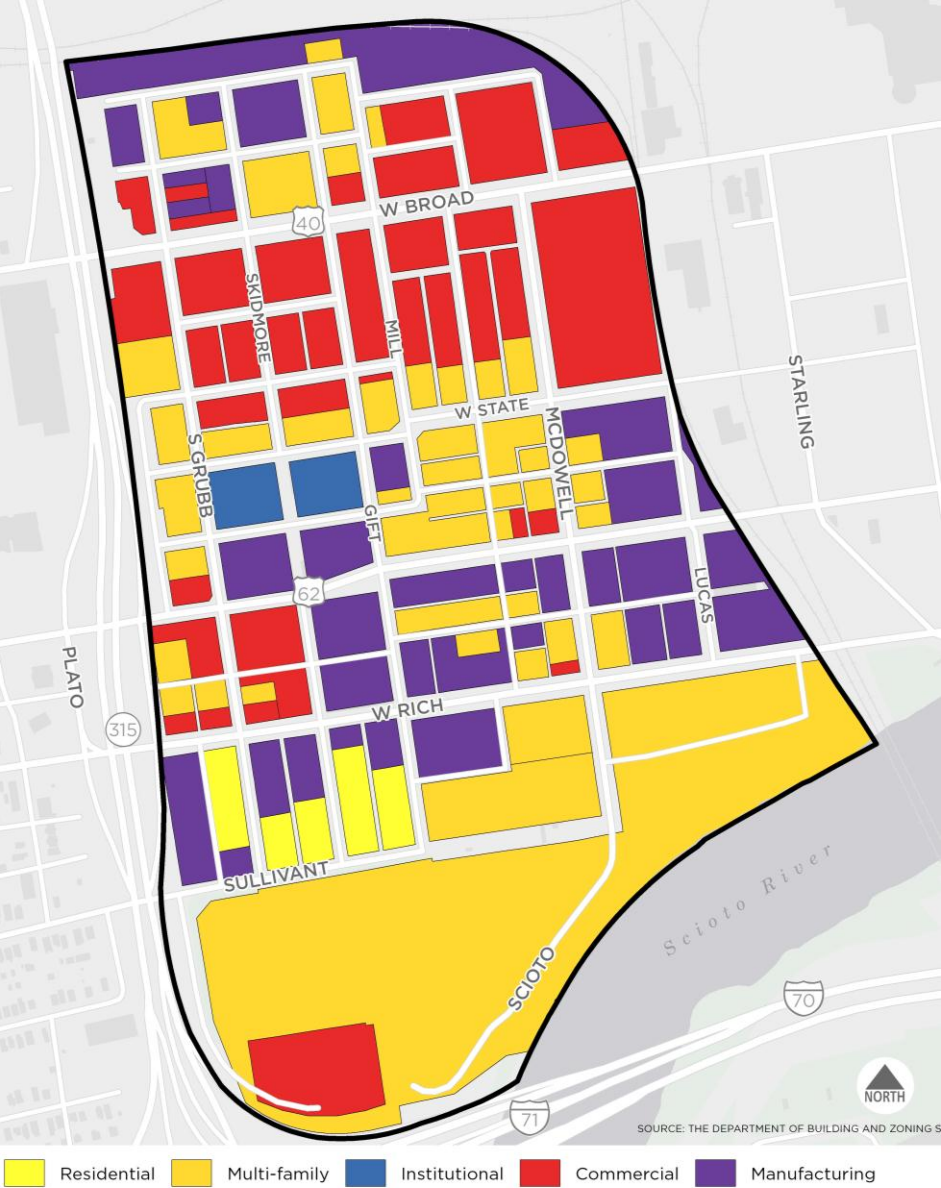 W BROAD
40
SKIDMORE
MILL
STARLING
W STATE
MCDOWELL
S GRUBB
GIFT
62
LUCAS
PLATO
315
W RICH
SULLIVANT
Scioto River
SCIOTO
70
71
NORTH
SOURCE: THE DEPARTMENT OF BUILDING AND ZONING S
Residential Multi-family Institutional Commercial Manufacturing